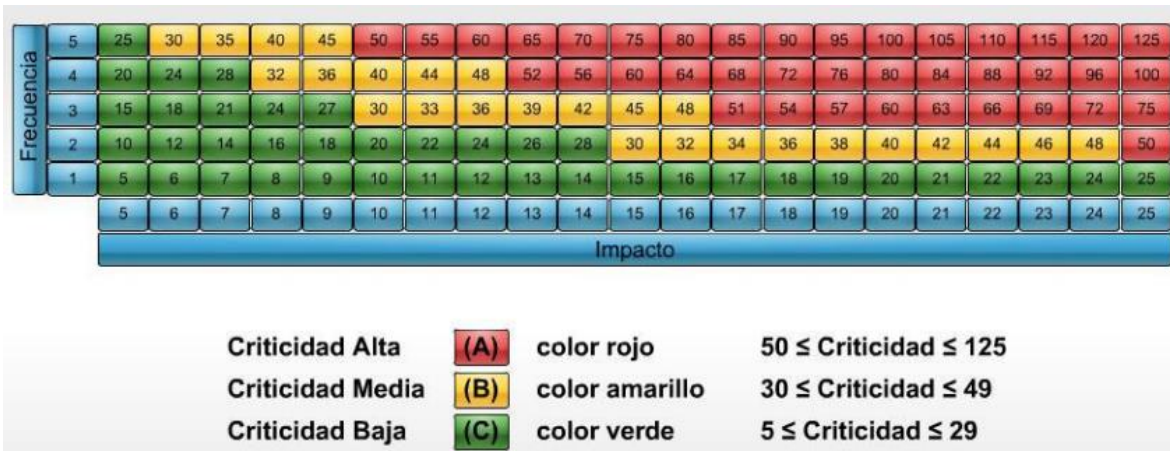 Frecuencia
5 25 30 35 40 45 50 55 60 65 70 75 80 85 90 95 100 105 110 115 120 125
4 20 24 28 32 36 40 44 48 52 56 60 64 68 72 76 80 84 88 92 96 100
3 15 18 21 24 27 30 33 36 39 42 45 48 51 54 57 60 63 66 69 72 75
2 10 12 14 16 18 20 22 24 26 28 30 32 34 36 38 40 42 44 46 48 50
1 5 6 7 8 9 10 11 12 13 14 15 16 17 18 19 20 21 22 23 24 25
5 6 7 8 9 10 11 12 13 14 15 16 17 18 19 20 21 22 23 24 25
Impacto
Criticidad Alta (A) color rojo 50 ≤ Criticidad ≤ 125
Criticidad Media (B) color amarillo 30 ≤ Criticidad ≤ 49
Criticidad Baja (C) color verde 5 ≤ Criticidad ≤ 29